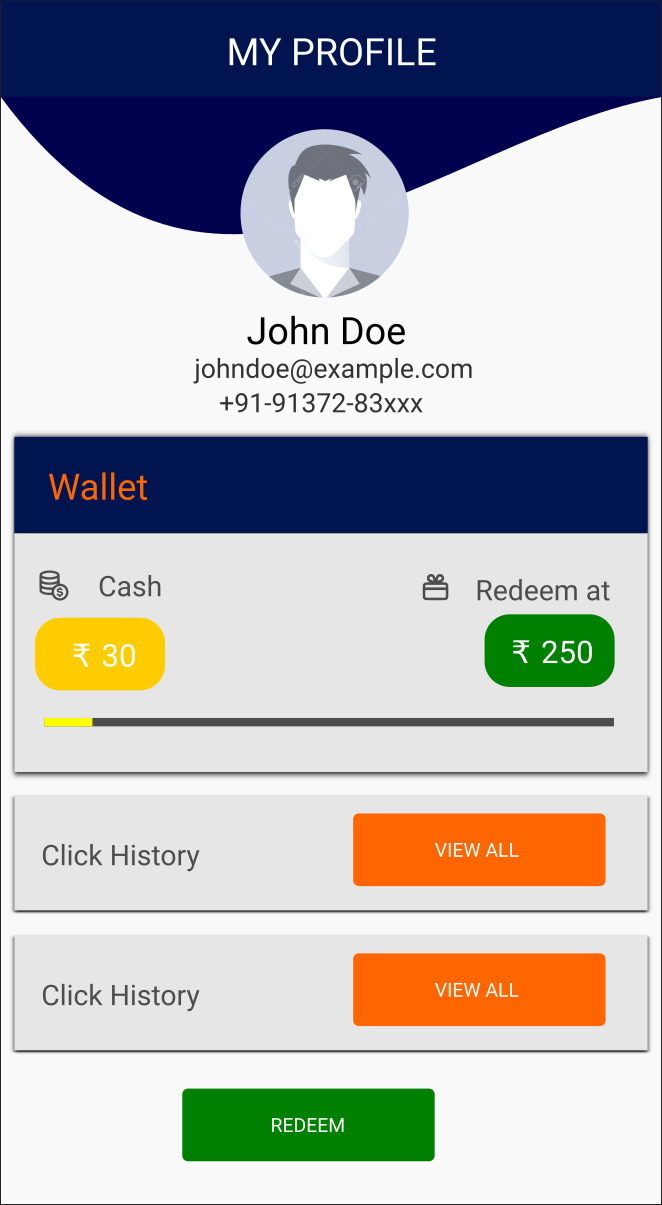 MY PROFILE
John Doe
johndoe@example.com
+91-91372-83xxx
Wallet
Cash
Redeem at
₹ 30
₹ 250
Click History
VIEW ALL
Click History
VIEW ALL
REDEEM